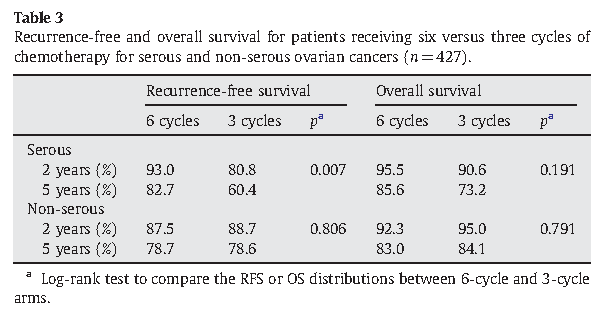 Table 3
Recurrence-free and overall survival for patients receiving six versus three cycles of
chemotherapy for serous and non-serous ovarian cancers (n=427).
Recurrence-free survival Overall survival
6 cycles 3 cycles pᵃ 6 cycles 3 cycles pᵃ
Serous
2 years (%) 93.0 80.8 0.007 95.5 90.6 0.191
5 years (%) 82.7 60.4 85.6 73.2
Non-serous
2 years (%) 87.5 88.7 0.806 92.3 95.0 0.791
5 years (%) 78.7 78.6 83.0 84.1
ᵃ Log-rank test to compare the RFS or OS distributions between 6-cycle and 3-cycle
arms.